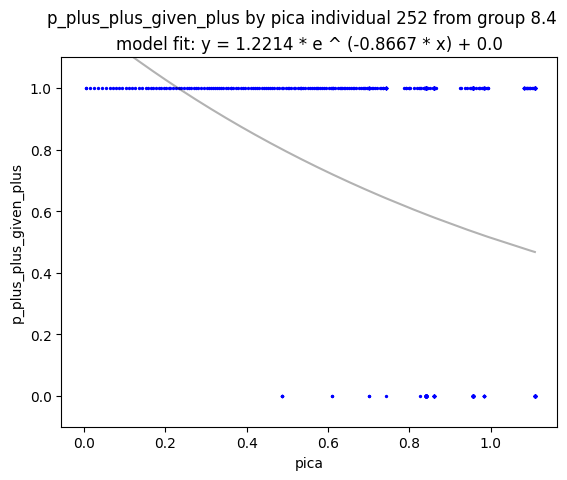 p_plus_plus_given_plus by pica individual 252 from group 8.4
model fit: y = 1.2214 * e ^ (-0.8667 * x) + 0.0
p_plus_plus_given_plus
1.0
0.8
0.6
0.4
0.2
0.0
0.0 0.2 0.4 0.6 0.8 1.0
pica